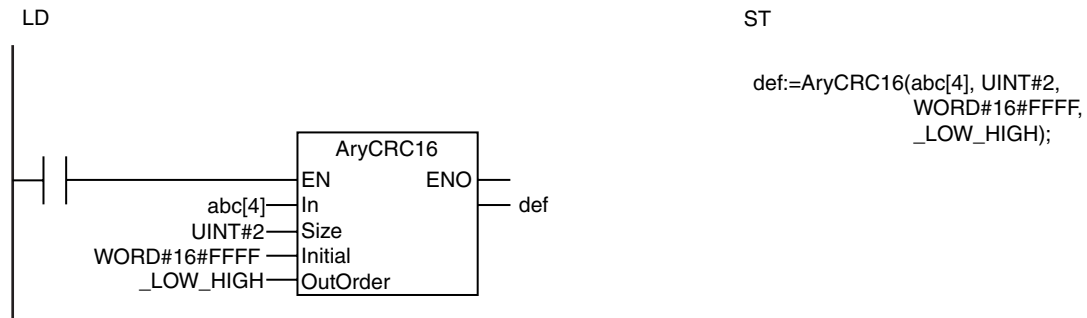 LD
ST
def:=AryCRC16(abc[4], UINT#2,
WORD#16#FFFF,
_LOW_HIGH);
AryCRC16
EN ENO
abc[4] In def
UINT#2 Size
WORD#16#FFFF Initial
_LOW_HIGH OutOrder